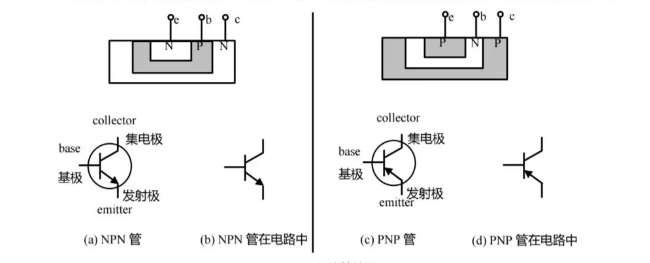 e b c
N P N
collector
集电极
base
基极
发射极
emitter
(a) NPN 管
(b) NPN 管在电路中
e b c
P N P
collector
集电极
base
基极
发射极
emitter
(c) PNP 管
(d) PNP 管在电路中